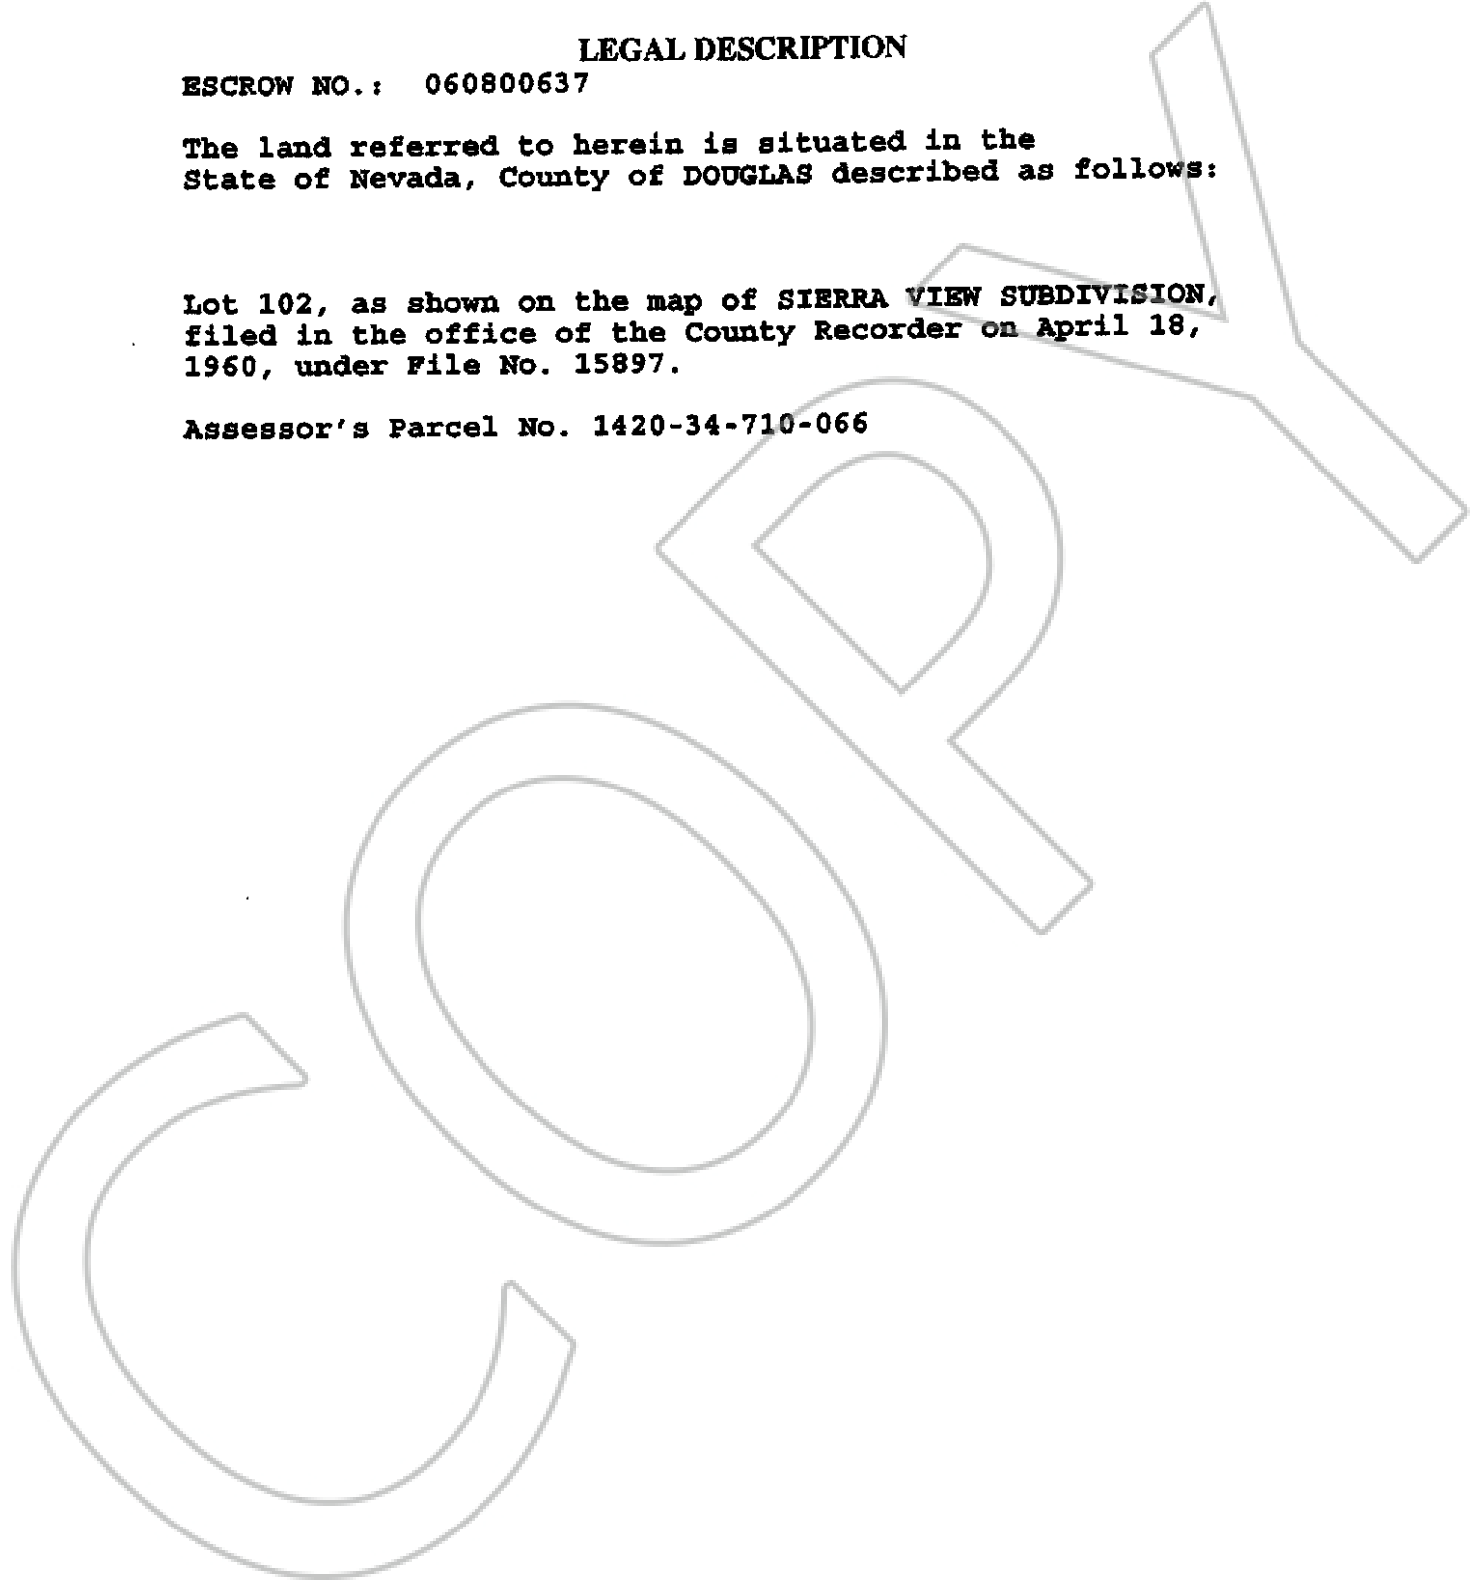 LEGAL DESCRIPTION
ESCROW NO.: 060800637
The land referred to herein is situated in the
State of Nevada, County of DOUGLAS described as follows:
Lot 102, as shown on the map of SIERRA VIEW SUBDIVISION,
filed in the office of the County Recorder on April 18,
1960, under File No. 15897.
Assessor's Parcel No. 1420-34-710-066
COPY